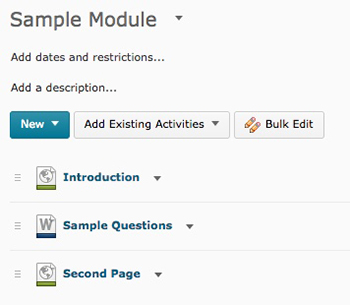 Sample Module
Add dates and restrictions...
Add a description...
New Add Existing Activities Bulk Edit
Introduction
W Sample Questions
Second Page